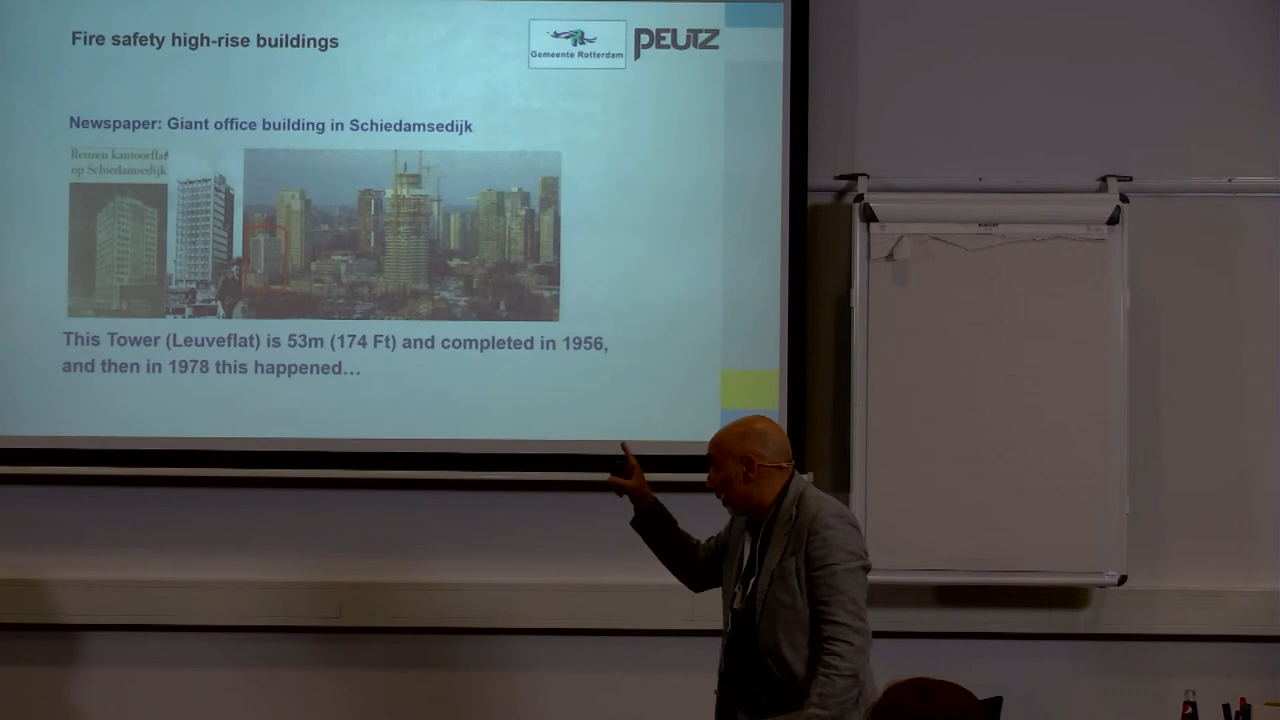 Fire safety high-rise buildings
Gemeente Rotterdam
PEUTZ
Newspaper: Giant office building in Schiedamsedijk
Reuzen kantoorflat
op Schiedamsedijk
This Tower (Leuveflat) is 53m (174 Ft) and completed in 1956,
and then in 1978 this happened...